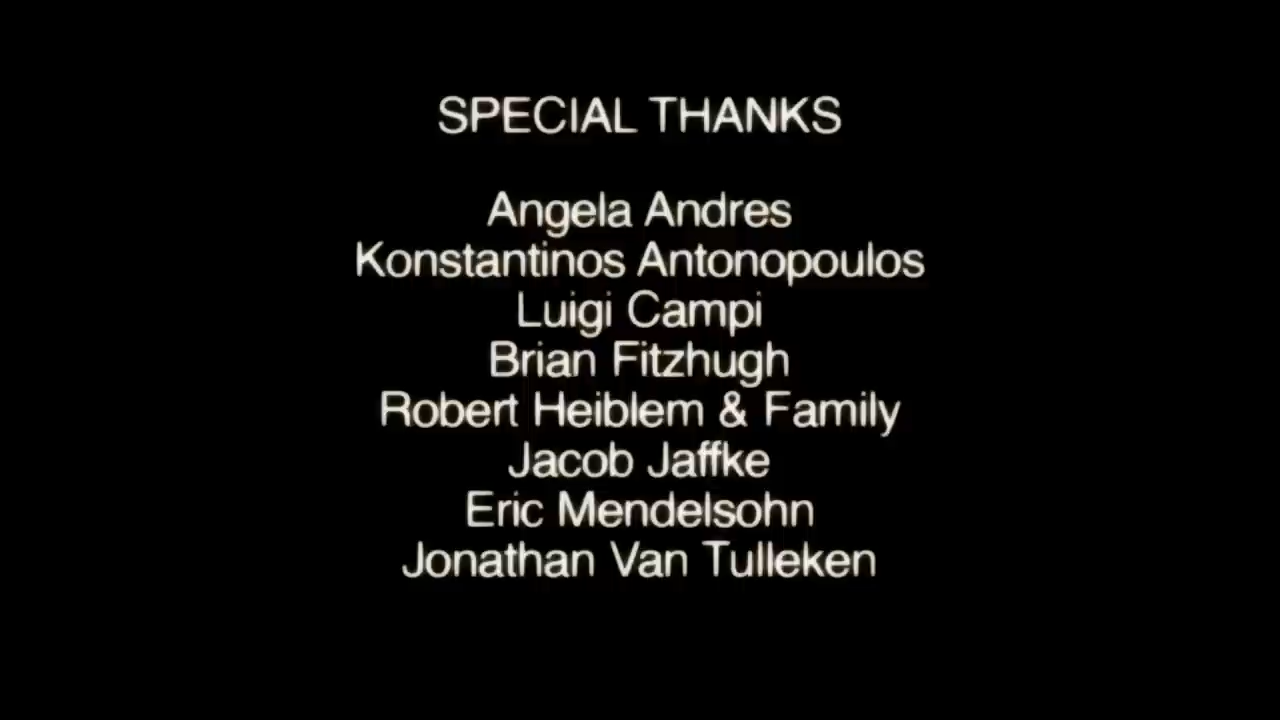 SPECIAL THANKS
Angela Andres
Konstantinos Antonopoulos
Luigi Campi
Brian Fitzhugh
Robert Heiblem & Family
Jacob Jaffke
Eric Mendelsohn
Jonathan Van Tulleken